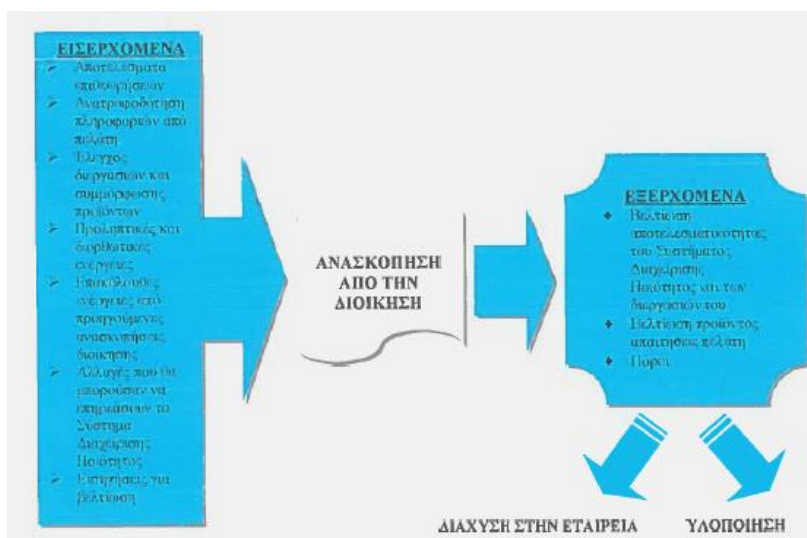 ΕΙΣΕΡΧΟΜΕΝΑ
➢ Αποτελέσματα
επιθεωρήσεων
➢ Ανατροφοδότηση
πληροφοριών από
πελάτη
➢ Έλεγχος
διεργασιών και
συμμόρφωσης
προϊόντων
➢ Προληπτικές και
διορθωτικές
ενέργειες
➢ Επακόλουθες
ενέργειες από
προηγούμενες
ανασκοπήσεις
διοίκησης
➢ Αλλαγές που θα
μπορούσαν να
επηρεάσουν το
Σύστημα
Διαχείρισης
Ποιότητος
➢ Εισηγήσεις για
βελτίωση
ΑΝΑΣΚΟΠΗΣΗ
ΑΠΟ ΤΗΝ
ΔΙΟΙΚΗΣΗ
ΕΞΕΡΧΟΜΕΝΑ
♦ Βελτίωση
αποτελεσματικότητας
του Συστήματος
Διαχείρισης
Ποιότητος και των
διεργασιών του
♦ Βελτίωση προϊόντος
απαιτήσεις πελάτη
♦ Πόροι
ΔΙΑΧΥΣΗ ΣΤΗΝ ΕΤΑΙΡΕΙΑ
ΥΛΟΠΟΙΗΣΗ